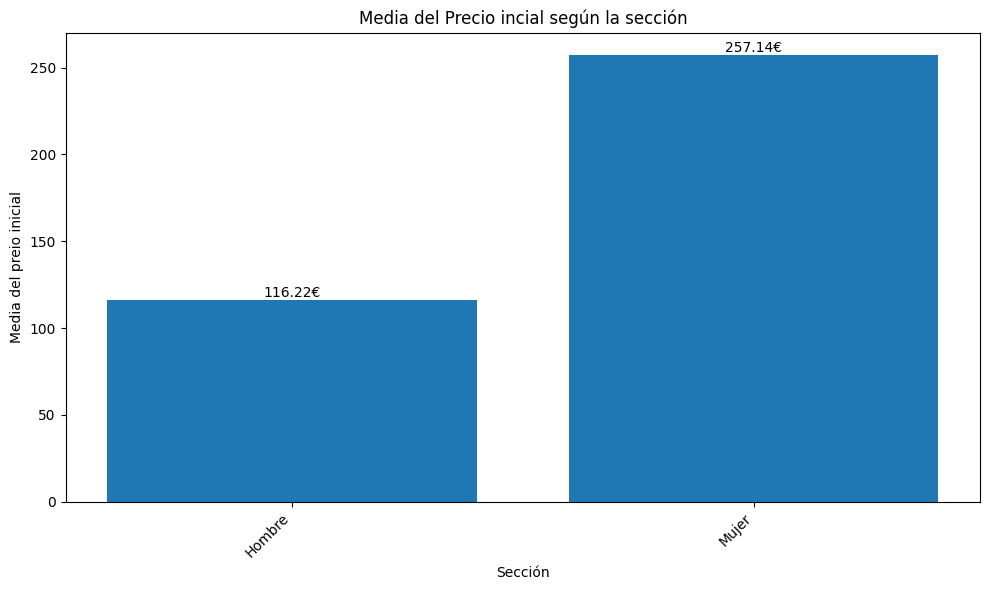 Media del Precio incial según la sección
Media del preio inicial
250
200
150
100
50
0
116.22€
257.14€
Hombre
Mujer
Sección